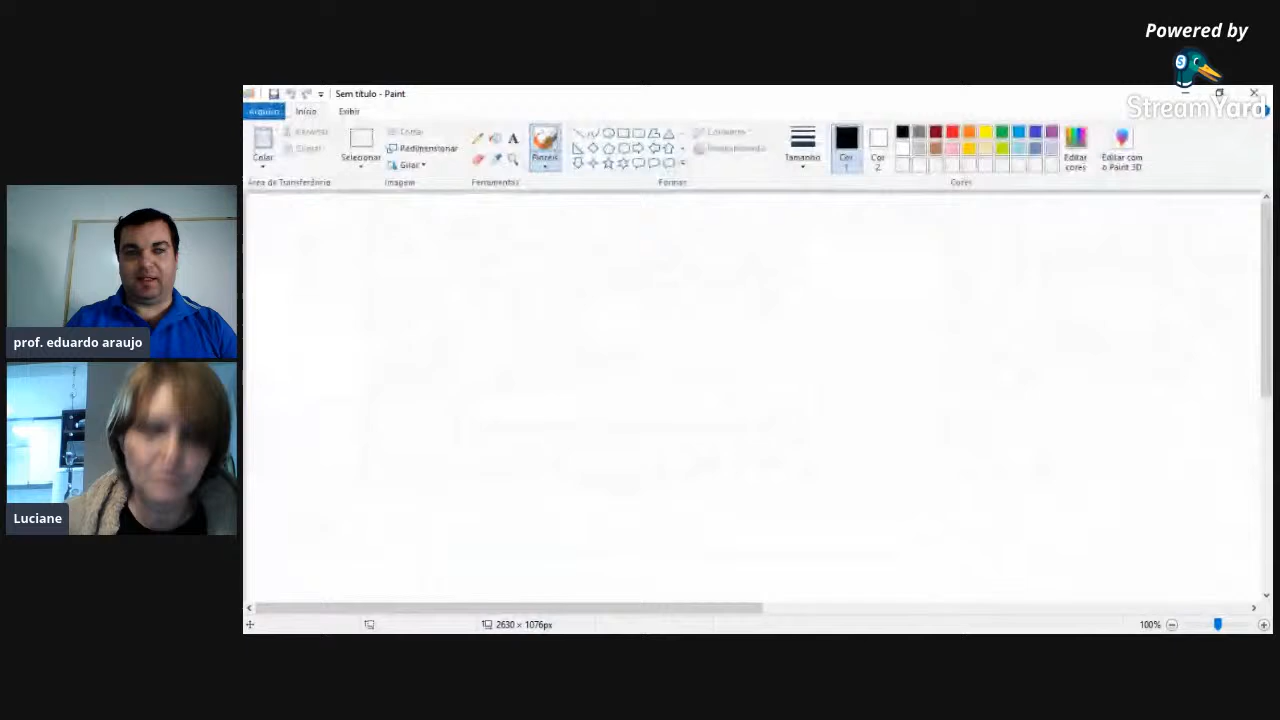 Powered by
StreamYard
Sem título - Paint
Arquivo
Início
Exibir
Colar
Selecionar
Redimensionar
Girar
A
Pincéis
Tamanho
Cor
1
Cor
2
Editar
cores
Editar com
o Paint 3D
Área de Transferência
Imagem
Ferramentas
Formas
Cores
prof. eduardo araujo
Luciane
2630 × 1076px
100%